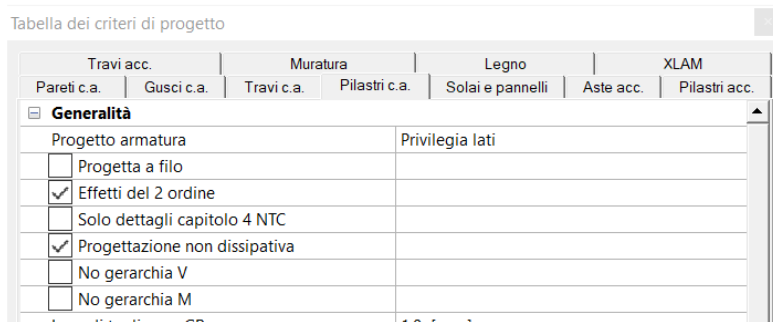 Tabella dei criteri di progetto
Travi acc. Muratura Legno XLAM
Pareti c.a. Gusci c.a. Travi c.a. Pilastri c.a. Solai e pannelli Aste acc. Pilastri acc.
Generalità
Progetto armatura Privilegia lati
Progetta a filo
Effetti del 2 ordine
Solo dettagli capitolo 4 NTC
Progettazione non dissipativa
No gerarchia V
No gerarchia M